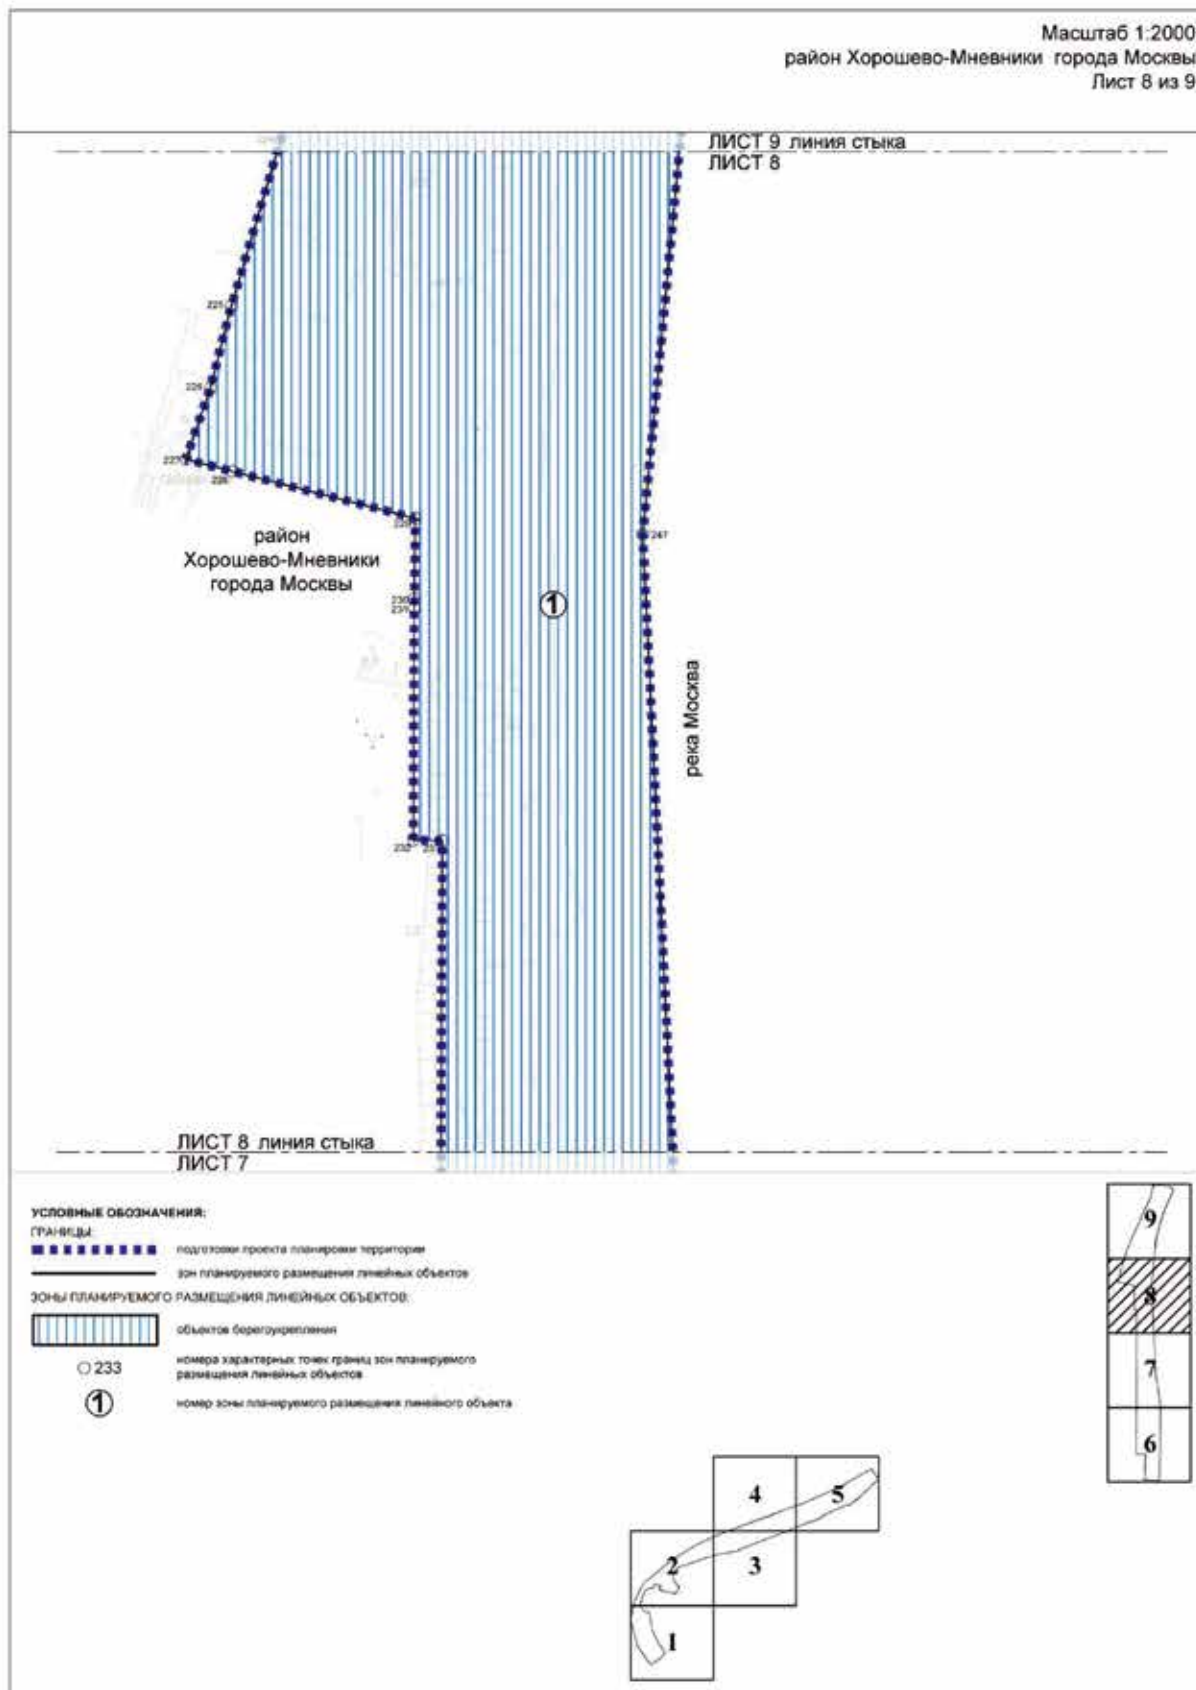 Масштаб 1:2000
район Хорошево-Мневники города Москвы
Лист 8 из 9
ЛИСТ 9 линия стыка
ЛИСТ 8
225
226
227
район
Хорошево-Мневники
города Москвы
230
231
247
1
река Москва
232
ЛИСТ 8 линия стыка
ЛИСТ 7
УСЛОВНЫЕ ОБОЗНАЧЕНИЯ:
ГРАНИЦЫ:
подготовки проекта планировки территории
зон планируемого размещения линейных объектов
ЗОНЫ ПЛАНИРУЕМОГО РАЗМЕЩЕНИЯ ЛИНЕЙНЫХ ОБЪЕКТОВ:
объектов берегоукрепления
233
номера характерных точек границ зон планируемого
размещения линейных объектов
1
номер зоны планируемого размещения линейного объекта
9
8
7
6
4
5
2
3
1